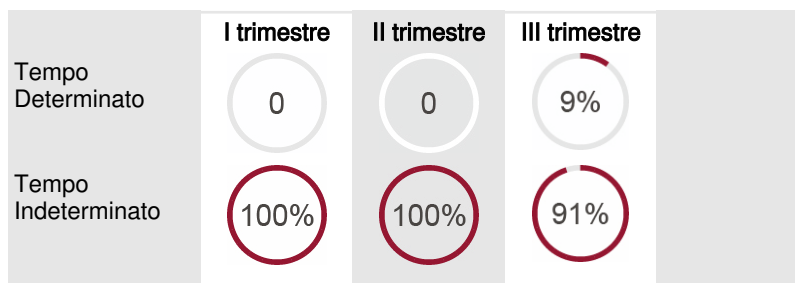 I trimestre II trimestre III trimestre
Tempo
Determinato
0 0 9%
Tempo
Indeterminato
100% 100% 91%